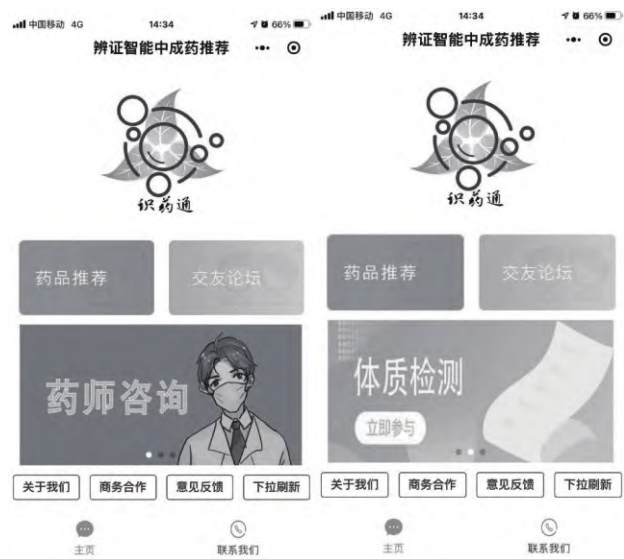 中国移动 4G 14:34 66%
辨证智能中成药推荐
识药通
药品推荐 交友论坛
药师咨询
关于我们 商务合作 意见反馈 下拉刷新
主页 联系我们
中国移动 4G 14:34 66%
辨证智能中成药推荐
识药通
药品推荐 交友论坛
体质检测
立即参与
关于我们 商务合作 意见反馈 下拉刷新
主页 联系我们